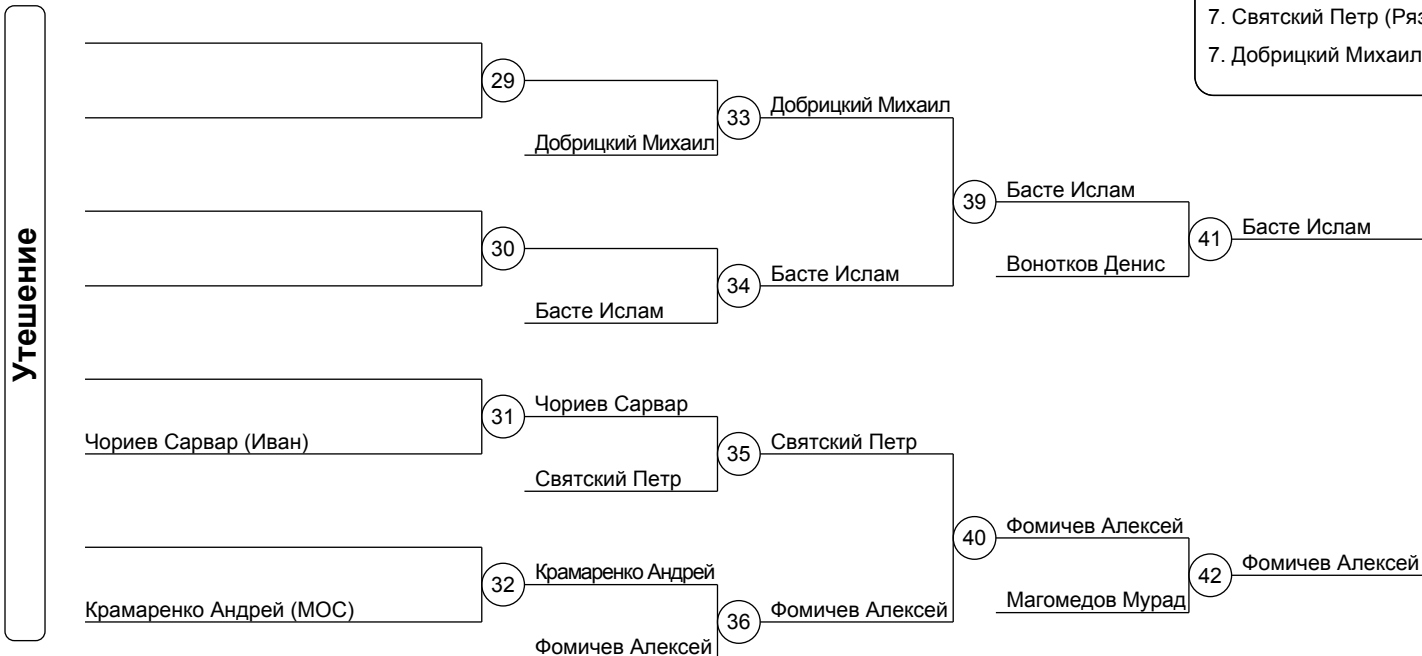 Утешение
7. Святский Петр (Ряз
7. Добрицкий Михаил
29
Добрицкий Михаил
33
Добрицкий Михаил
30
Басте Ислам
34
Басте Ислам
39
Басте Ислам
Вонотков Денис
41
Басте Ислам
Чориев Сарвар (Иван)
31
Чориев Сарвар
Святский Петр
35
Святский Петр
Крамаренко Андрей (МОС)
32
Крамаренко Андрей
Фомичев Алексей
36
Фомичев Алексей
40
Фомичев Алексей
Магомедов Мурад
42
Фомичев Алексей